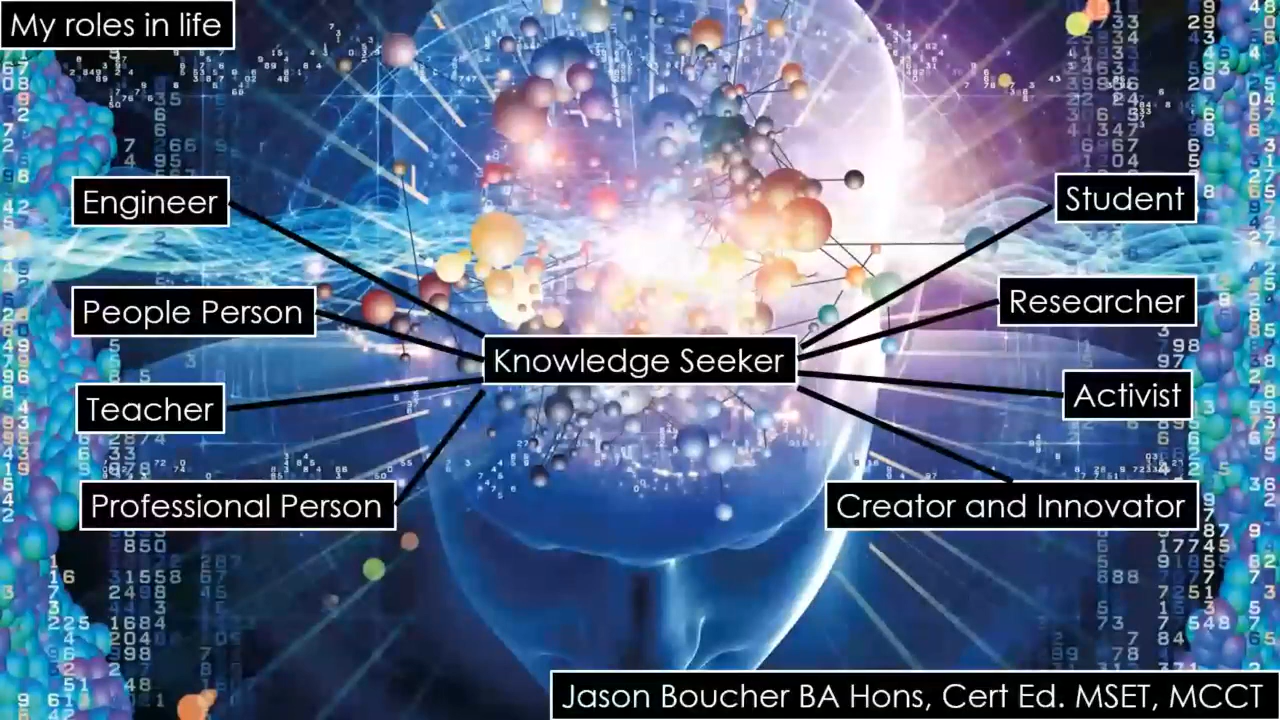 My roles in life
Engineer
Student
People Person
Researcher
Knowledge Seeker
Teacher
Activist
Professional Person
Creator and Innovator
Jason Boucher BA Hons, Cert Ed. MSET, MCCT